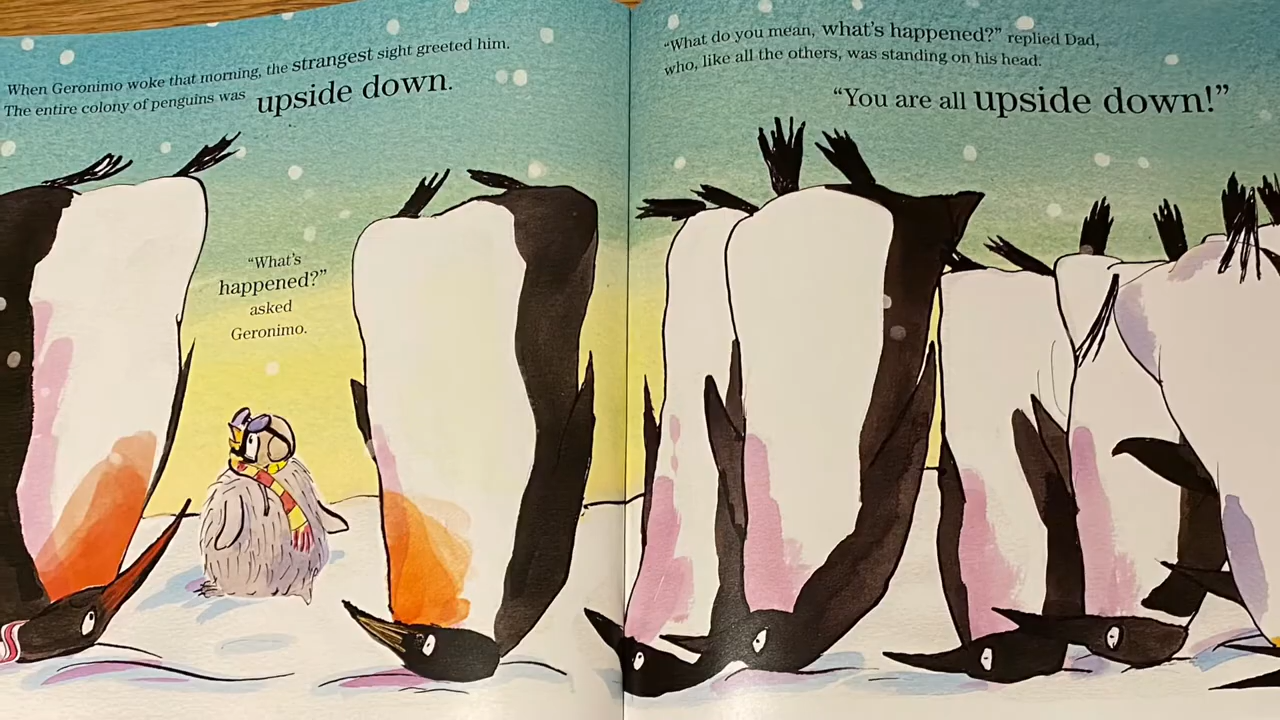 When Geronimo woke that morning, the strangest sight greeted him.
The entire colony of penguins was upside down.
“What's
happened?”
asked
Geronimo.
“What do you mean, what's happened?” replied Dad,
who, like all the others, was standing on his head.
“You are all upside down!”